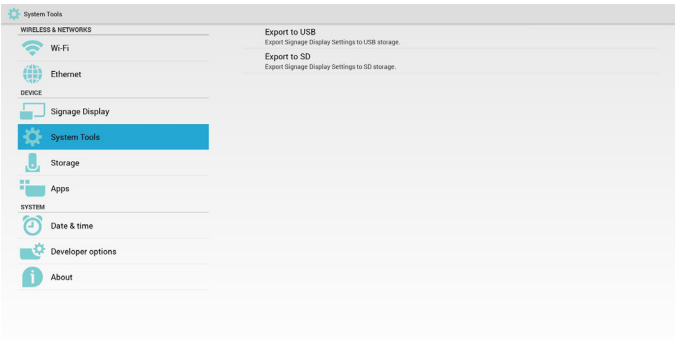 System Tools
WIRELESS & NETWORKS
Wi-Fi
Ethernet
DEVICE
Signage Display
System Tools
Storage
Apps
SYSTEM
Date & time
Developer options
About
Export to USB
Export Signage Display Settings to USB storage.
Export to SD
Export Signage Display Settings to SD storage.